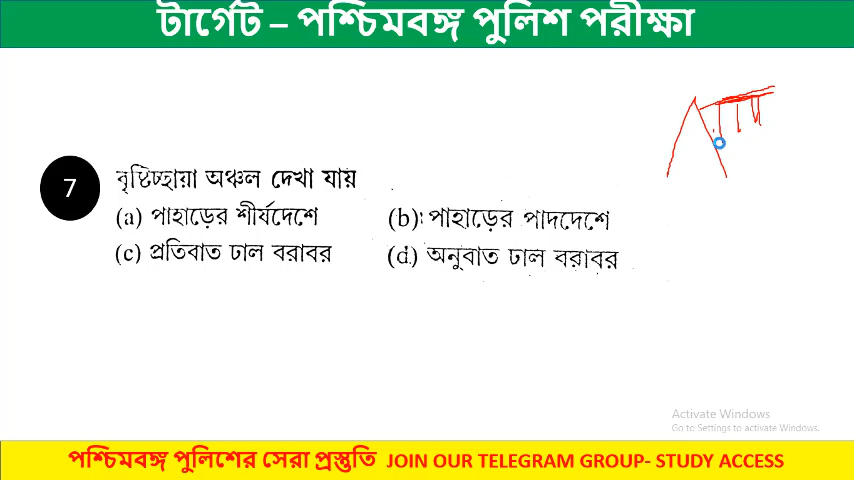 টার্গেট – পশ্চিমবঙ্গ পুলিশ পরীক্ষা
7
বৃষ্টিচ্ছায়া অঞ্চল দেখা যায়
(a) পাহাড়ের শীর্ষদেশে (b) পাহাড়ের পাদদেশে
(c) প্রতিবাত ঢাল বরাবর (d) অনুবাত ঢাল বরাবর
Activate Windows
Go to Settings to activate Windows.
পশ্চিমবঙ্গ পুলিশের সেরা প্রস্তুতি JOIN OUR TELEGRAM GROUP- STUDY ACCESS